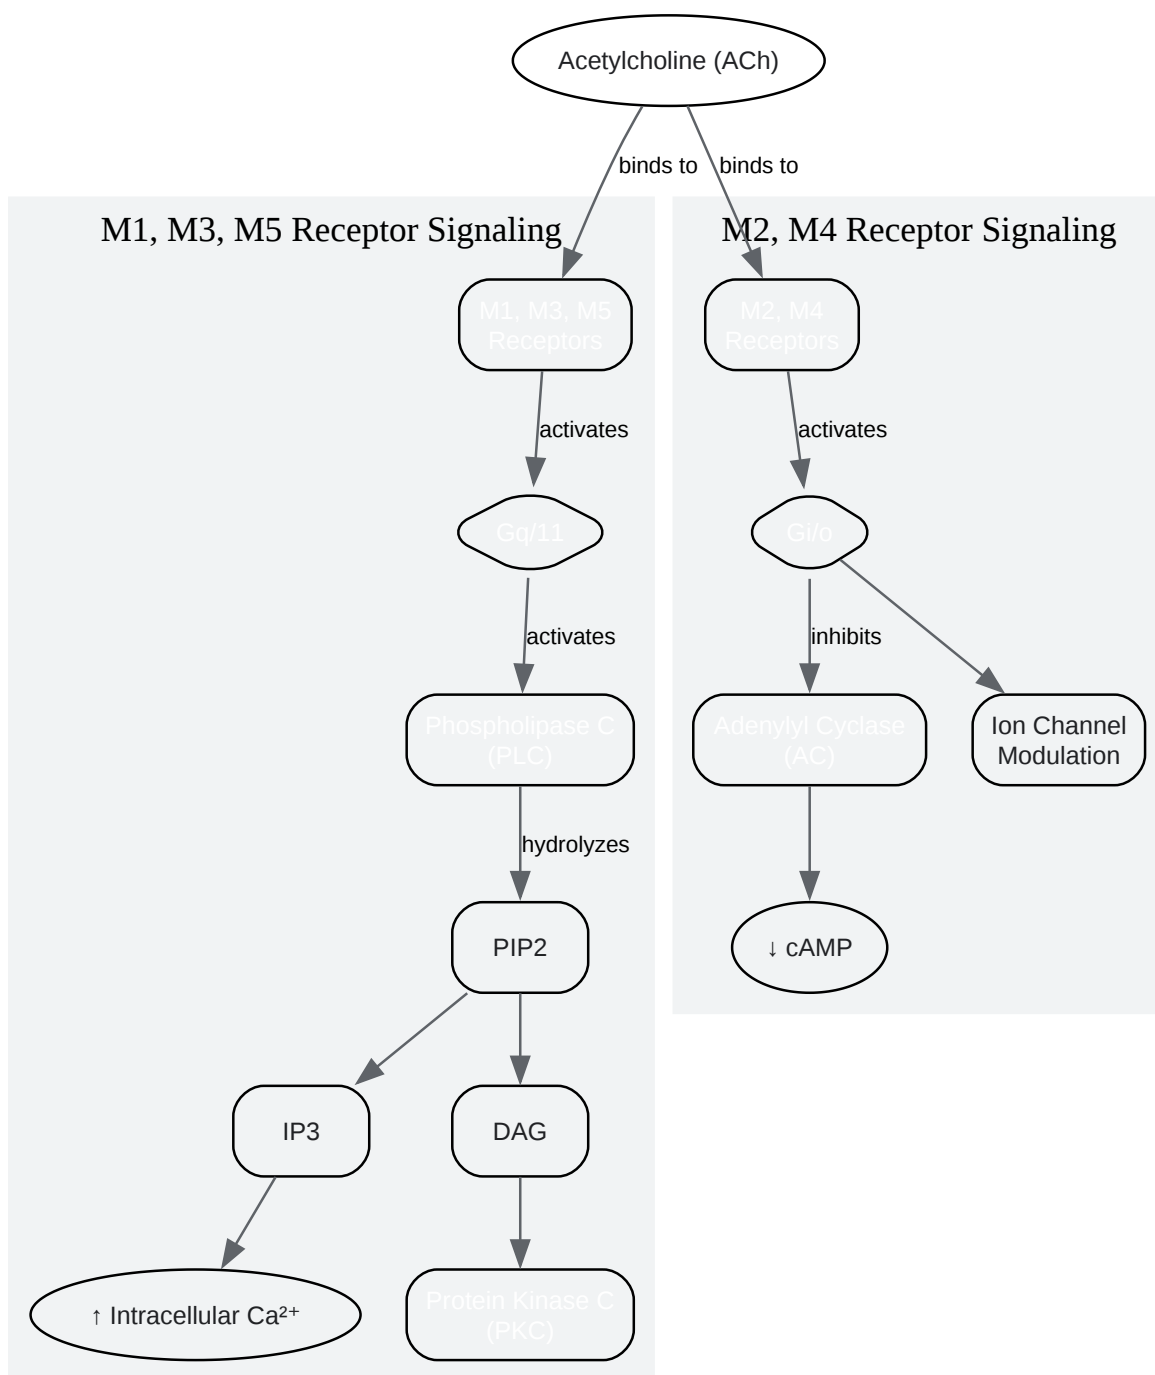 Acetylcholine (ACh)
binds to
binds to
M1, M3, M5 Receptor Signaling
M2, M4 Receptor Signaling
M1, M3, M5
Receptors
M2, M4
Receptors
activates
activates
Gq/11
Gi/o
activates
inhibits
Phospholipase C
(PLC)
Adenylyl Cyclase
(AC)
Ion Channel
Modulation
hydrolyzes
PIP2
↓ cAMP
IP3
DAG
↑ Intracellular Ca²⁺
Protein Kinase C
(PKC)